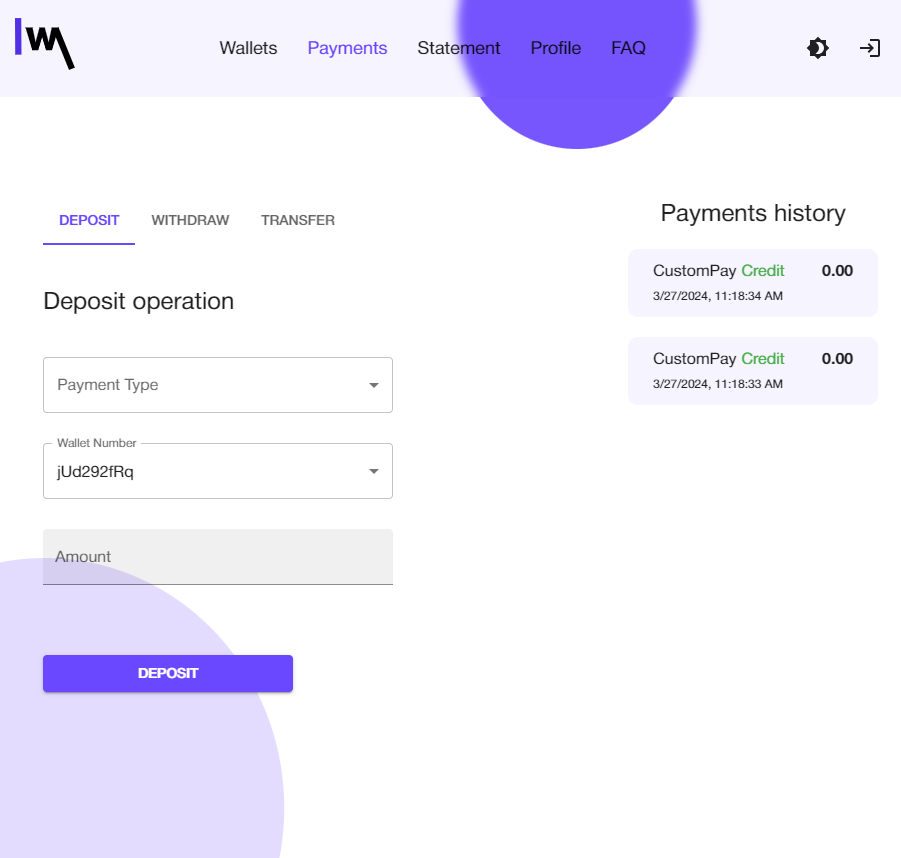 Wallets Payments Statement Profile FAQ
DEPOSIT WITHDRAW TRANSFER
Deposit operation
Payment Type
Wallet Number
jUd292fRq
Amount
DEPOSIT
Payments history
CustomPay Credit 0.00
3/27/2024, 11:18:34 AM
CustomPay Credit 0.00
3/27/2024, 11:18:33 AM